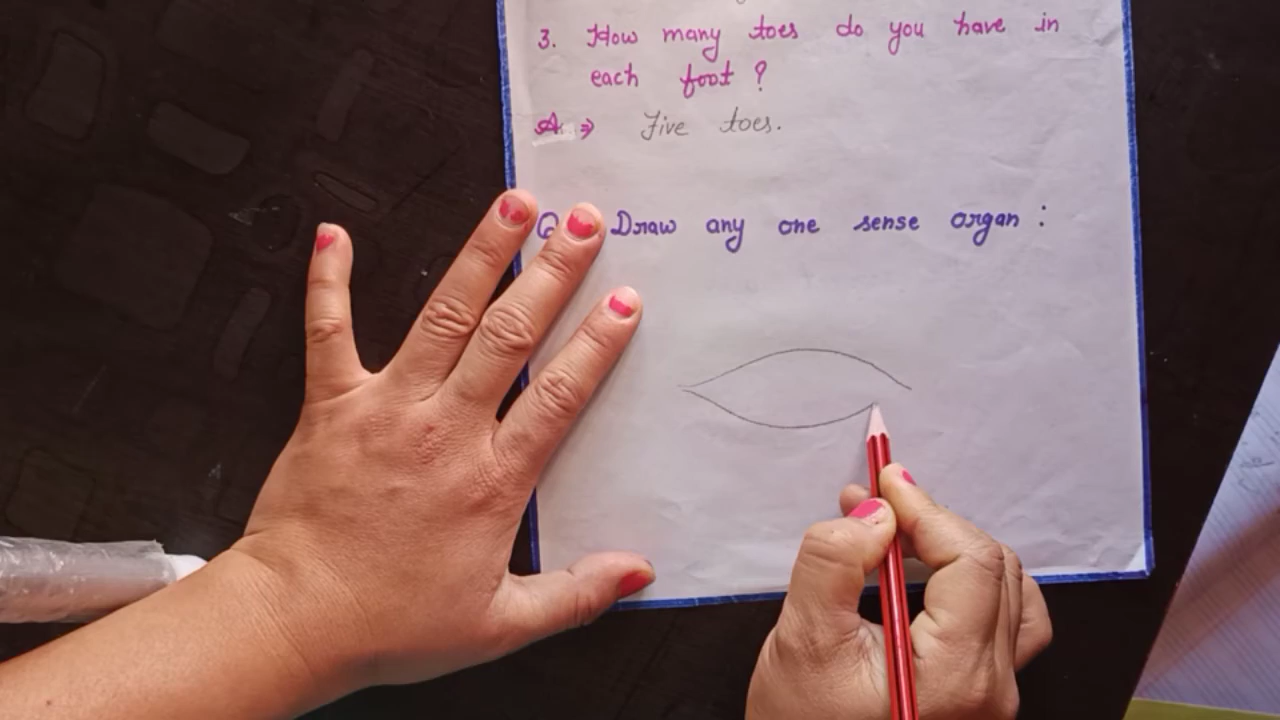 3. How many toes do you have in
each foot ?
A. ⇒ Five toes.
Draw any one sense organ :